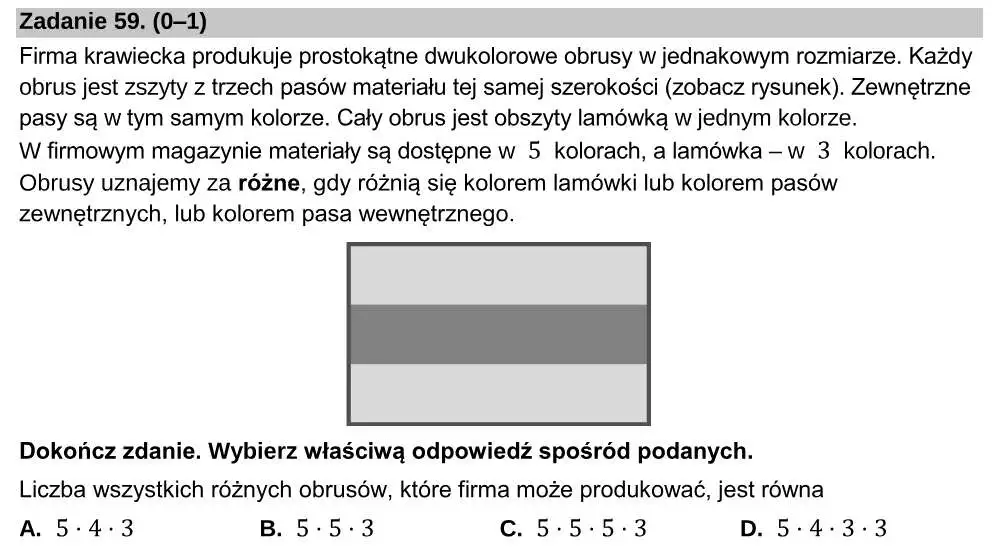 Zadanie 59. (0–1)
Firma krawiecka produkuje prostokątne dwukolorowe obrusy w jednakowym rozmiarze. Każdy
obrus jest zszyty z trzech pasów materiału tej samej szerokości (zobacz rysunek). Zewnętrzne
pasy są w tym samym kolorze. Cały obrus jest obszyty lamówką w jednym kolorze.
W firmowym magazynie materiały są dostępne w 5 kolorach, a lamówka – w 3 kolorach.
Obrusy uznajemy za różne, gdy różnią się kolorem lamówki lub kolorem pasów
zewnętrznych, lub kolorem pasa wewnętrznego.
Dokończ zdanie. Wybierz właściwą odpowiedź spośród podanych.
Liczba wszystkich różnych obrusów, które firma może produkować, jest równa
A. 5 · 4 · 3 B. 5 · 5 · 3 C. 5 · 5 · 5 · 3 D. 5 · 4 · 3 · 3